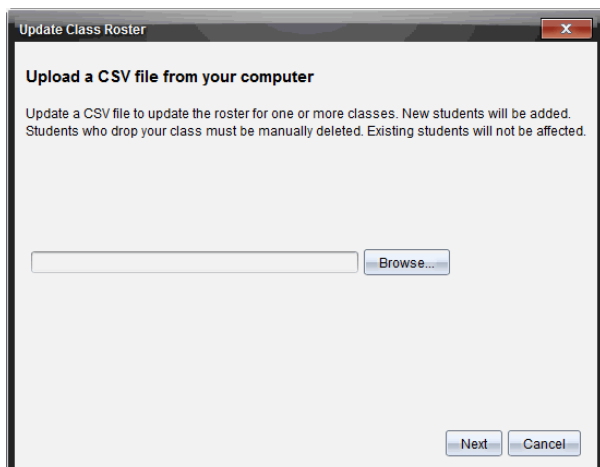 Update Class Roster
X
Upload a CSV file from your computer
Update a CSV file to update the roster for one or more classes. New students will be added.
Students who drop your class must be manually deleted. Existing students will not be affected.
Browse...
Next Cancel